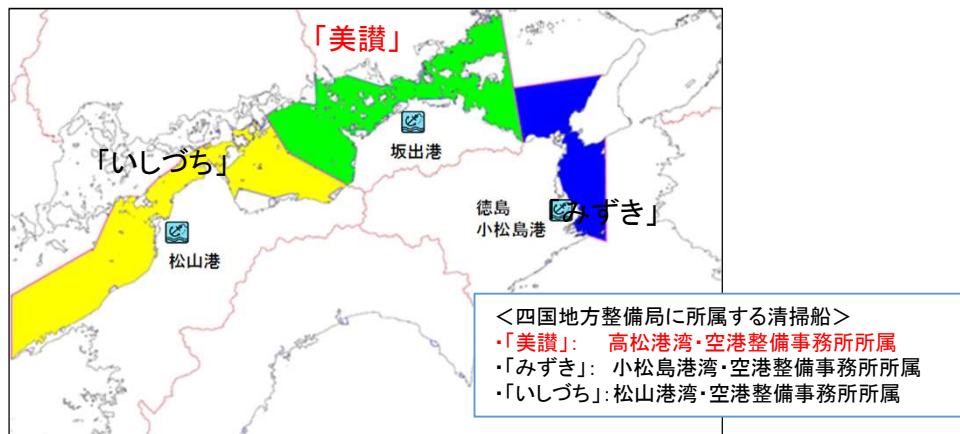 「美讃」
坂出港
「いしづち」
徳島
小松島港
「みずき」
松山港
<四国地方整備局に所属する清掃船>
・「美讃」: 高松港湾・空港整備事務所所属
・「みずき」: 小松島港湾・空港整備事務所所属
・「いしづち」:松山港湾・空港整備事務所所属